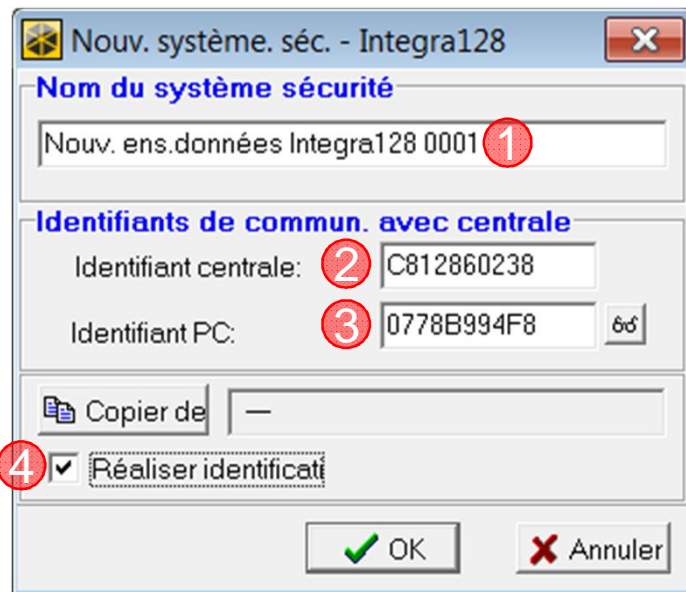 Nouv. système. séc. - Integra128
Nom du système sécurité
Nouv. ens.données Integra128 0001 1
Identifiants de commun. avec centrale
Identifiant centrale: 2 C812860238
Identifiant PC: 3 0778B994F8
Copier de —
4 Réaliser identificati
OK Annuler